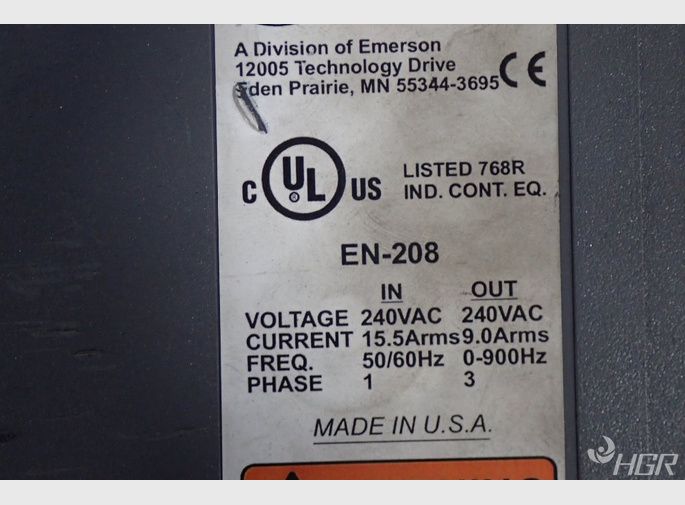 A Division of Emerson
12005 Technology Drive
Eden Prairie, MN 55344-3695 CE
C UL US
LISTED 768R
IND. CONT. EQ.
EN-208
IN OUT
VOLTAGE 240VAC 240VAC
CURRENT 15.5Arms 9.0Arms
FREQ. 50/60Hz 0-900Hz
PHASE 1 3
MADE IN U.S.A.
HGR